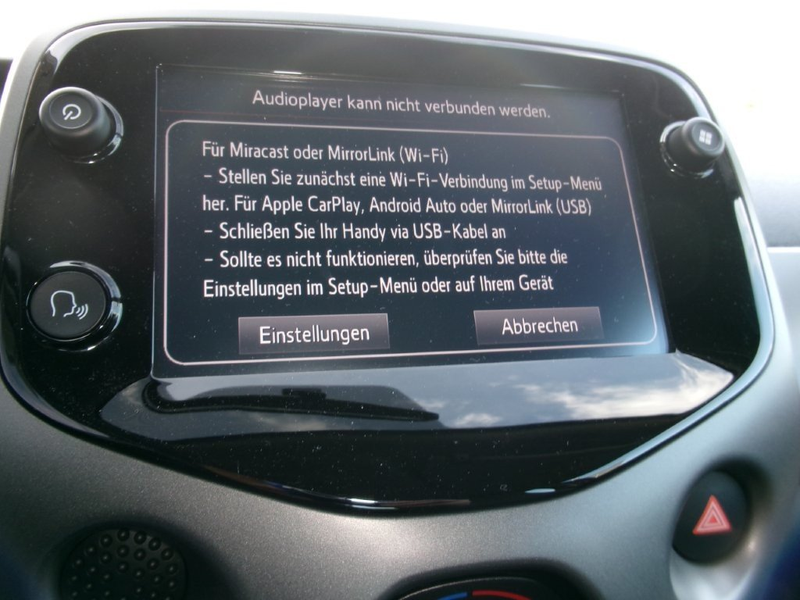 Audioplayer kann nicht verbunden werden.
Für Miracast oder MirrorLink (Wi-Fi)
- Stellen Sie zunächst eine Wi-Fi-Verbindung im Setup-Menü
her. Für Apple CarPlay, Android Auto oder MirrorLink (USB)
- Schließen Sie Ihr Handy via USB-Kabel an
- Sollte es nicht funktionieren, überprüfen Sie bitte die
Einstellungen im Setup-Menü oder auf Ihrem Gerät
Einstellungen
Abbrechen